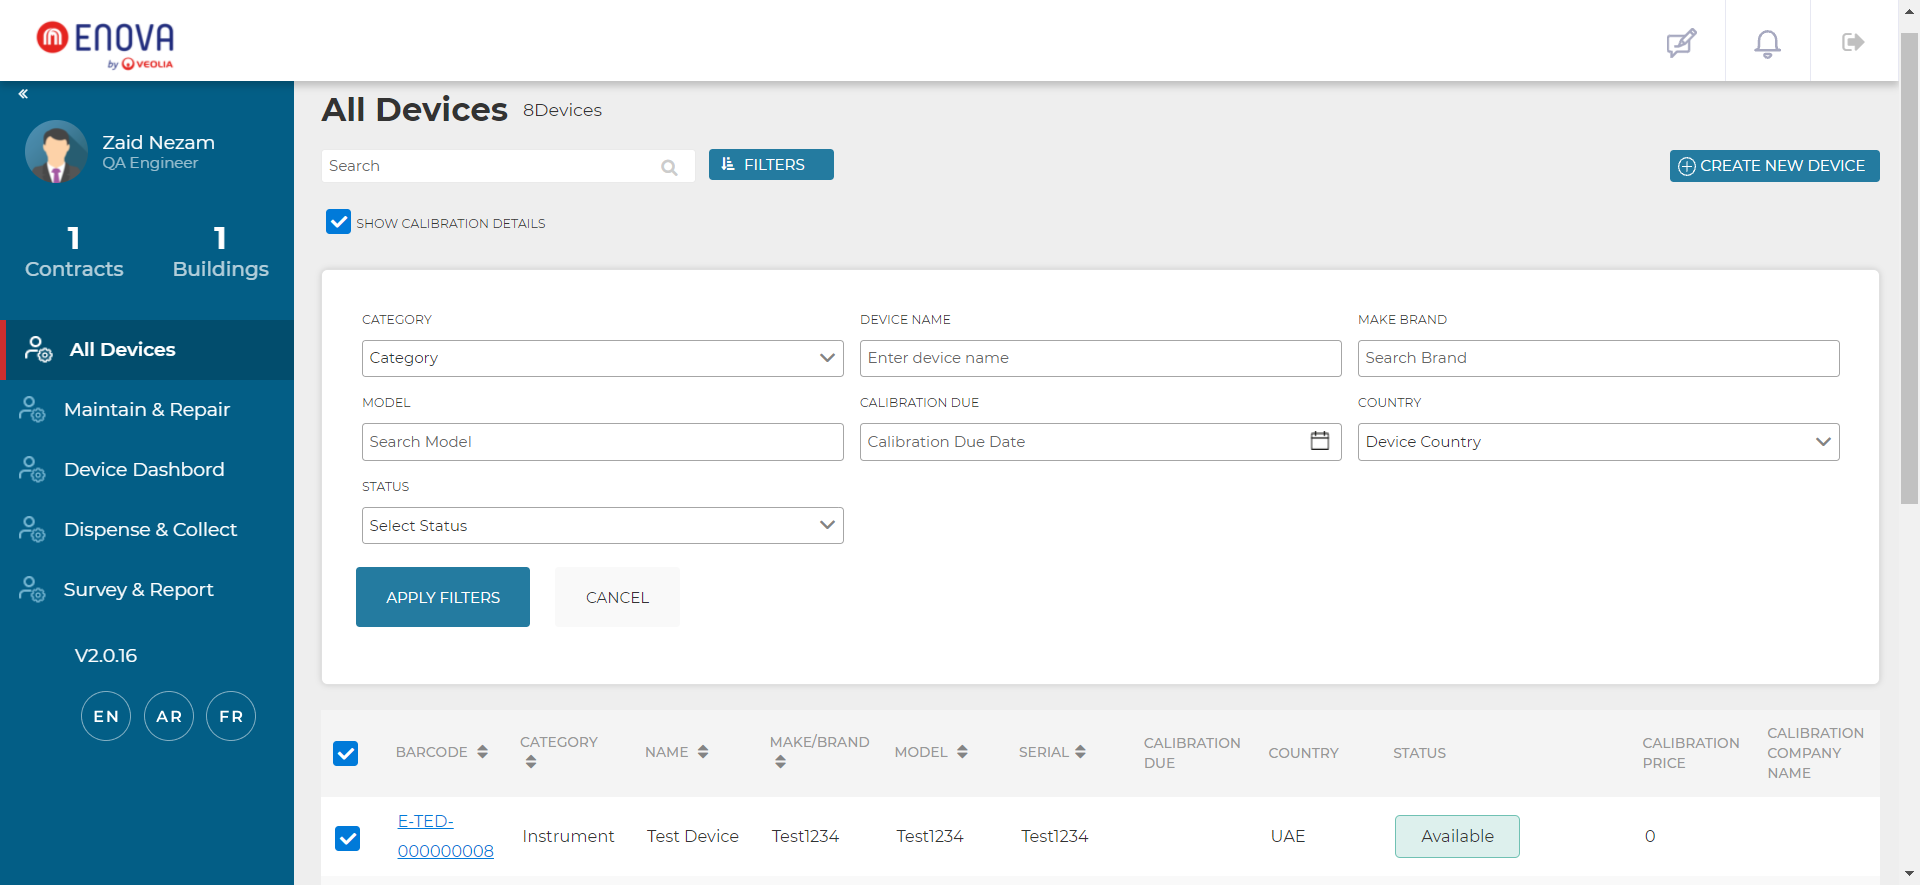 ENOVA
by VEOLIA
«
Zaid Nezam
QA Engineer
1
Contracts
1
Buildings
All Devices
Maintain & Repair
Device Dashbord
Dispense & Collect
Survey & Report
V2.0.16
EN AR FR
All Devices 8Devices
Search
FILTERS
CREATE NEW DEVICE
SHOW CALIBRATION DETAILS
CATEGORY
Category
DEVICE NAME
Enter device name
MAKE BRAND
Search Brand
MODEL
Search Model
CALIBRATION DUE
Calibration Due Date
COUNTRY
Device Country
STATUS
Select Status
APPLY FILTERS
CANCEL
BARCODE
CATEGORY
NAME
MAKE/BRAND
MODEL
SERIAL
CALIBRATION
DUE
COUNTRY
STATUS
CALIBRATION
PRICE
CALIBRATION
COMPANY
NAME
E-TED-
000000008
Instrument
Test Device
Test1234
Test1234
Test1234
UAE
Available
0